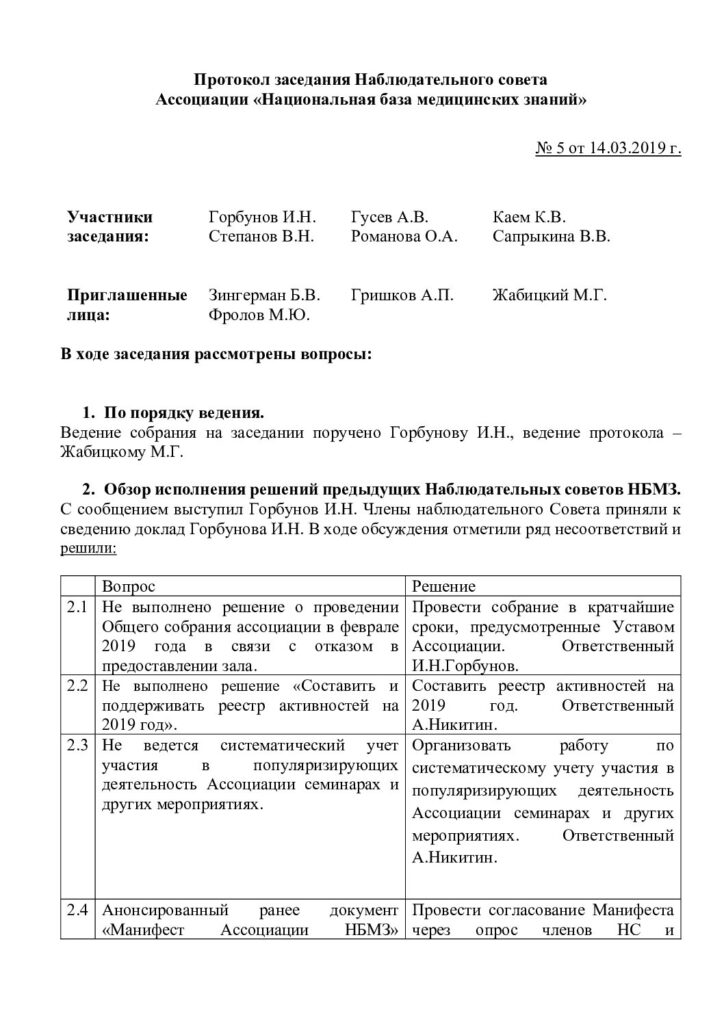 Протокол заседания Наблюдательного совета
Ассоциации «Национальная база медицинских знаний»
№ 5 от 14.03.2019 г.
Участники заседания:
Горбунов И.Н.
Степанов В.Н.
Гусев А.В.
Романова О.А.
Каем К.В.
Сапрыкина В.В.
Приглашенные лица:
Зингерман Б.В.
Фролов М.Ю.
Гришков А.П.
Жабицкий М.Г.
В ходе заседания рассмотрены вопросы:
1. По порядку ведения.
Ведение собрания на заседании поручено Горбунову И.Н., ведение протокола –
Жабицкому М.Г.
2. Обзор исполнения решений предыдущих Наблюдательных советов НБМЗ.
С сообщением выступил Горбунов И.Н. Члены наблюдательного Совета приняли к
сведению доклад Горбунова И.Н. В ходе обсуждения отметили ряд несоответствий и
решили:
Вопрос
Решение
2.1 Не выполнено решение о проведении
Общего собрания ассоциации в феврале
2019 года в связи с отказом в
предоставлении зала.
Провести собрание в кратчайшие
сроки, предусмотренные Уставом
Ассоциации. Ответственный
И.Н.Горбунов.
2.2 Не выполнено решение «Составить и
поддерживать реестр активностей на
2019 год».
Составить реестр активностей на
2019 год. Ответственный
А.Никитин.
2.3 Не ведется систематический учет
участия в популяризирующих
деятельность Ассоциации семинарах и
других мероприятиях.
Организовать работу по
систематическому учету участия в
популяризирующих деятельность
Ассоциации семинарах и других
мероприятиях. Ответственный
А.Никитин.
2.4 Анонсированный ранее документ
«Манифест Ассоциации НБМЗ»
Провести согласование Манифеста
через опрос членов НС и